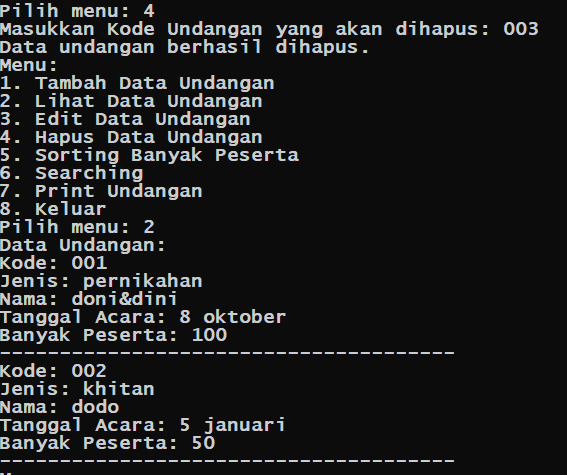 Pilih menu: 4
Masukkan Kode Undangan yang akan dihapus: 003
Data undangan berhasil dihapus.
Menu:
1. Tambah Data Undangan
2. Lihat Data Undangan
3. Edit Data Undangan
4. Hapus Data Undangan
5. Sorting Banyak Peserta
6. Searching
7. Print Undangan
8. Keluar
Pilih menu: 2
Data Undangan:
Kode: 001
Jenis: pernikahan
Nama: doni&dini
Tanggal Acara: 8 oktober
Banyak Peserta: 100
--------------------------------------
Kode: 002
Jenis: khitan
Nama: dodo
Tanggal Acara: 5 januari
Banyak Peserta: 50
--------------------------------------